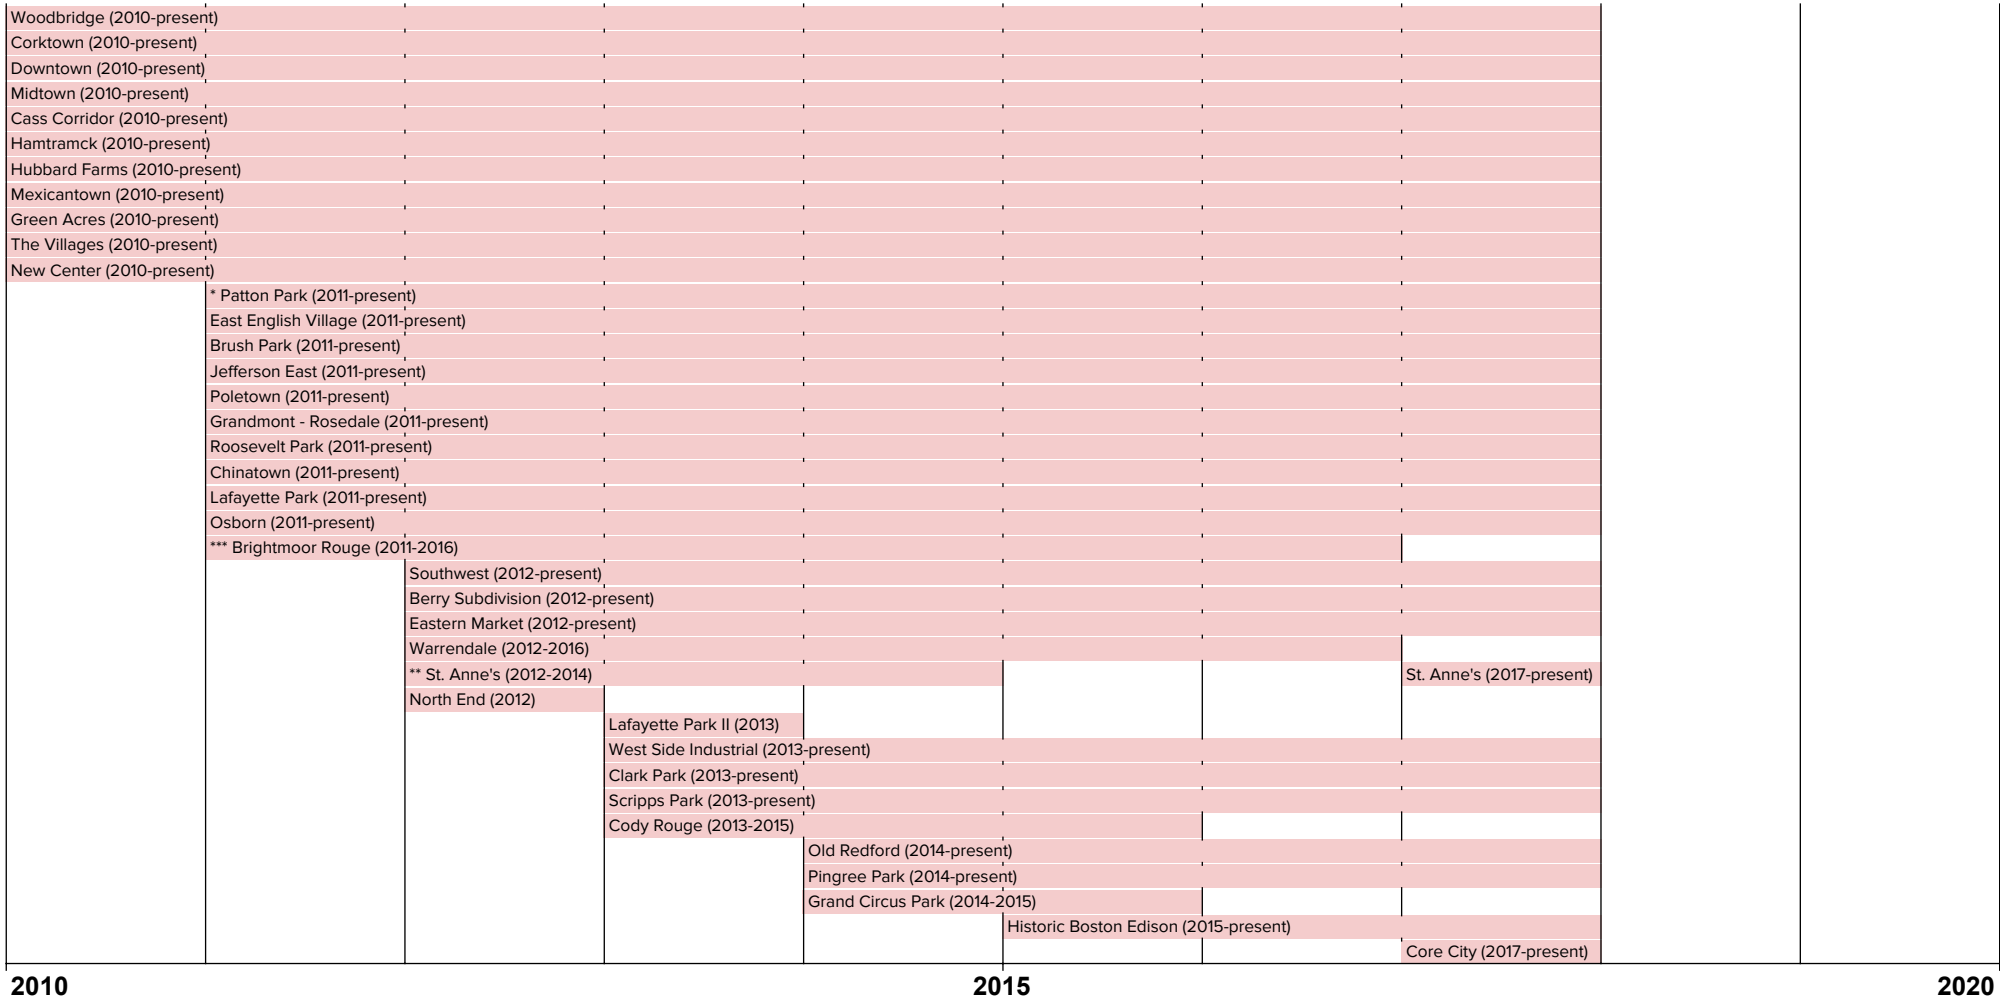 Woodbridge (2010-present)
Corktown (2010-present)
Downtown (2010-present)
Midtown (2010-present)
Cass Corridor (2010-present)
Hamtramck (2010-present)
Hubbard Farms (2010-present)
Mexicantown (2010-present)
Green Acres (2010-present)
The Villages (2010-present)
New Center (2010-present)
* Patton Park (2011-present)
East English Village (2011-present)
Brush Park (2011-present)
Jefferson East (2011-present)
Poletown (2011-present)
Grandmont - Rosedale (2011-present)
Roosevelt Park (2011-present)
Chinatown (2011-present)
Lafayette Park (2011-present)
Osborn (2011-present)
*** Brightmoor Rouge (2011-2016)
Southwest (2012-present)
Berry Subdivision (2012-present)
Eastern Market (2012-present)
Warrendale (2012-2016)
** St. Anne's (2012-2014) St. Anne's (2017-present)
North End (2012)
Lafayette Park II (2013)
West Side Industrial (2013-present)
Clark Park (2013-present)
Scripps Park (2013-present)
Cody Rouge (2013-2015)
Old Redford (2014-present)
Pingree Park (2014-present)
Grand Circus Park (2014-2015)
Historic Boston Edison (2015-present)
Core City (2017-present)
2010 2015 2020